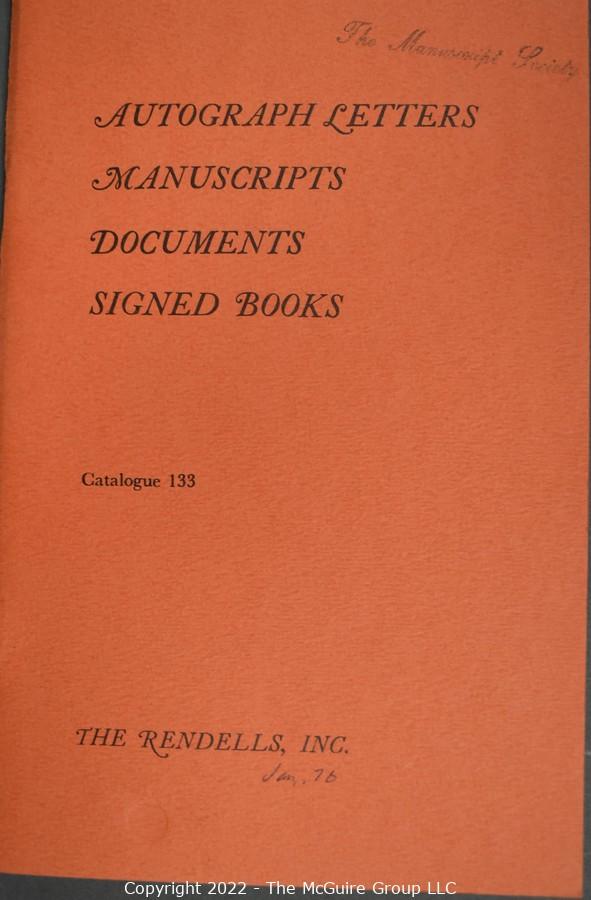 The Manuscript Society
AUTOGRAPH LETTERS
MANUSCRIPTS
DOCUMENTS
SIGNED BOOKS
Catalogue 133
THE RENDELLS, INC.
Jan, 76
Copyright 2022 - The McGuire Group LLC